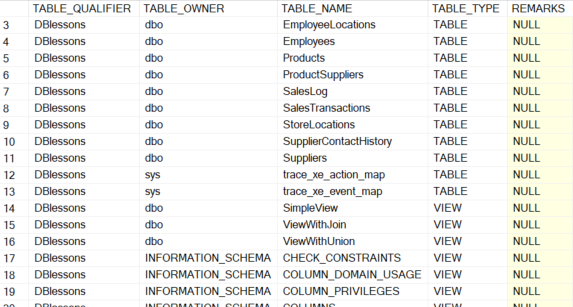 TABLE_QUALIFIER TABLE_OWNER TABLE_NAME TABLE_TYPE REMARKS
3 DBlessons dbo EmployeeLocations TABLE NULL
4 DBlessons dbo Employees TABLE NULL
5 DBlessons dbo Products TABLE NULL
6 DBlessons dbo ProductSuppliers TABLE NULL
7 DBlessons dbo SalesLog TABLE NULL
8 DBlessons dbo SalesTransactions TABLE NULL
9 DBlessons dbo StoreLocations TABLE NULL
10 DBlessons dbo SupplierContactHistory TABLE NULL
11 DBlessons dbo Suppliers TABLE NULL
12 DBlessons sys trace_xe_action_map TABLE NULL
13 DBlessons sys trace_xe_event_map TABLE NULL
14 DBlessons dbo SimpleView VIEW NULL
15 DBlessons dbo ViewWithJoin VIEW NULL
16 DBlessons dbo ViewWithUnion VIEW NULL
17 DBlessons INFORMATION_SCHEMA CHECK_CONSTRAINTS VIEW NULL
18 DBlessons INFORMATION_SCHEMA COLUMN_DOMAIN_USAGE VIEW NULL
19 DBlessons INFORMATION_SCHEMA COLUMN_PRIVILEGES VIEW NULL
20 DBlessons INFORMATION_SCHEMA COLUMNS VIEW NULL